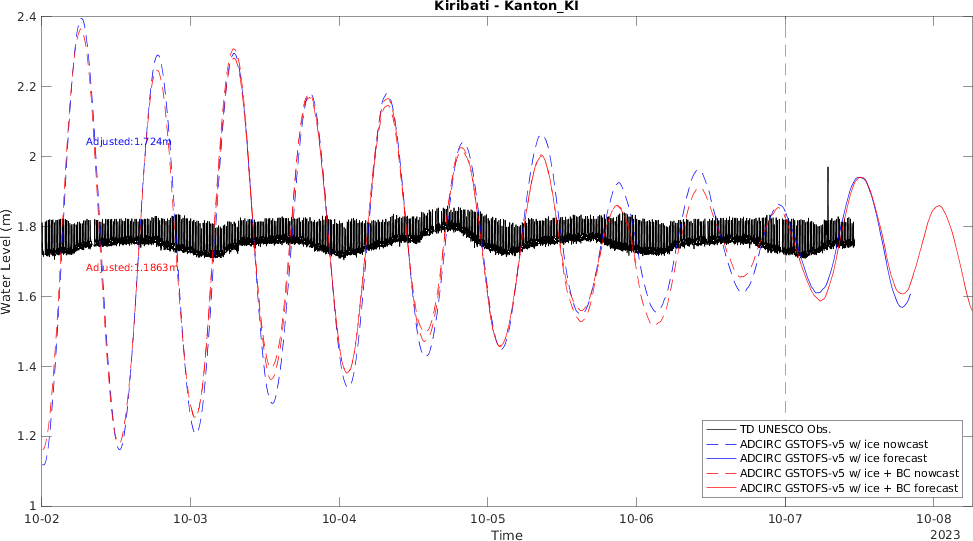 Kiribati - Kanton_KI
2.4
2.2
2
1.8
1.6
1.4
1.2
1
Water Level (m)
Adjusted:1.724m
Adjusted:1.1863m
TD UNESCO Obs.
ADCIRC GSTOFS-v5 w/ ice nowcast
ADCIRC GSTOFS-v5 w/ ice forecast
ADCIRC GSTOFS-v5 w/ ice + BC nowcast
ADCIRC GSTOFS-v5 w/ ice + BC forecast
10-02 10-03 10-04 10-05 10-06 10-07 10-08
Time
2023